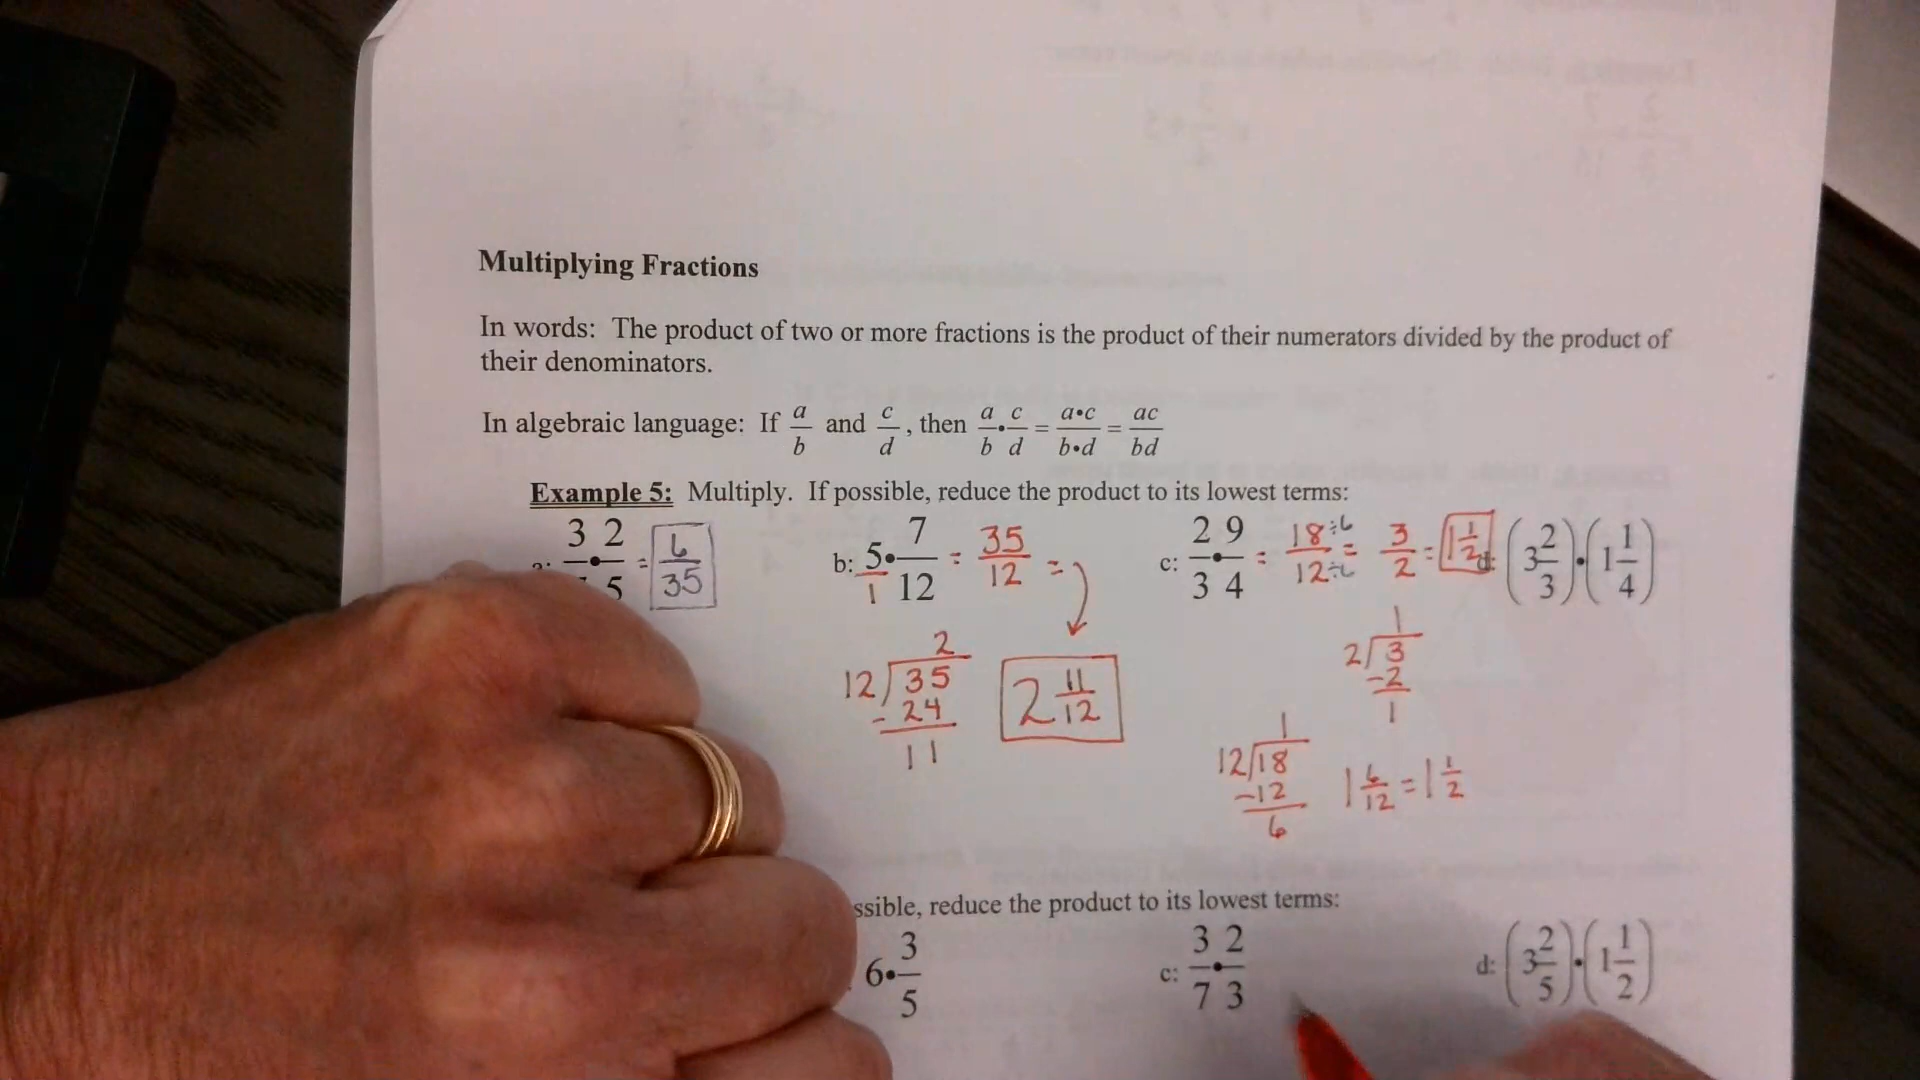 Multiplying Fractions
In words: The product of two or more fractions is the product of their numerators divided by the product of
their denominators.
In algebraic language: If a/b and c/d, then a/b • c/d = a•c/b•d = ac/bd
Example 5: Multiply. If possible, reduce the product to its lowest terms:
3 2/5 = 6/35
b: 5/1 • 7/12 = 35/12 =
c: 2/3 • 9/4 = 18÷6/12÷6 = 3/2 = 1 1/2
d: (3 2/3) • (1 1/4)
2
12)35
-24
11
2 11/12
1
2)3
-2
1
1
12)18
-12
6
1 6/12 = 1 1/2
reduce the product to its lowest terms:
6 • 3/5
c: 3/7 • 2/3
d: (3 2/5) • (1 1/2)